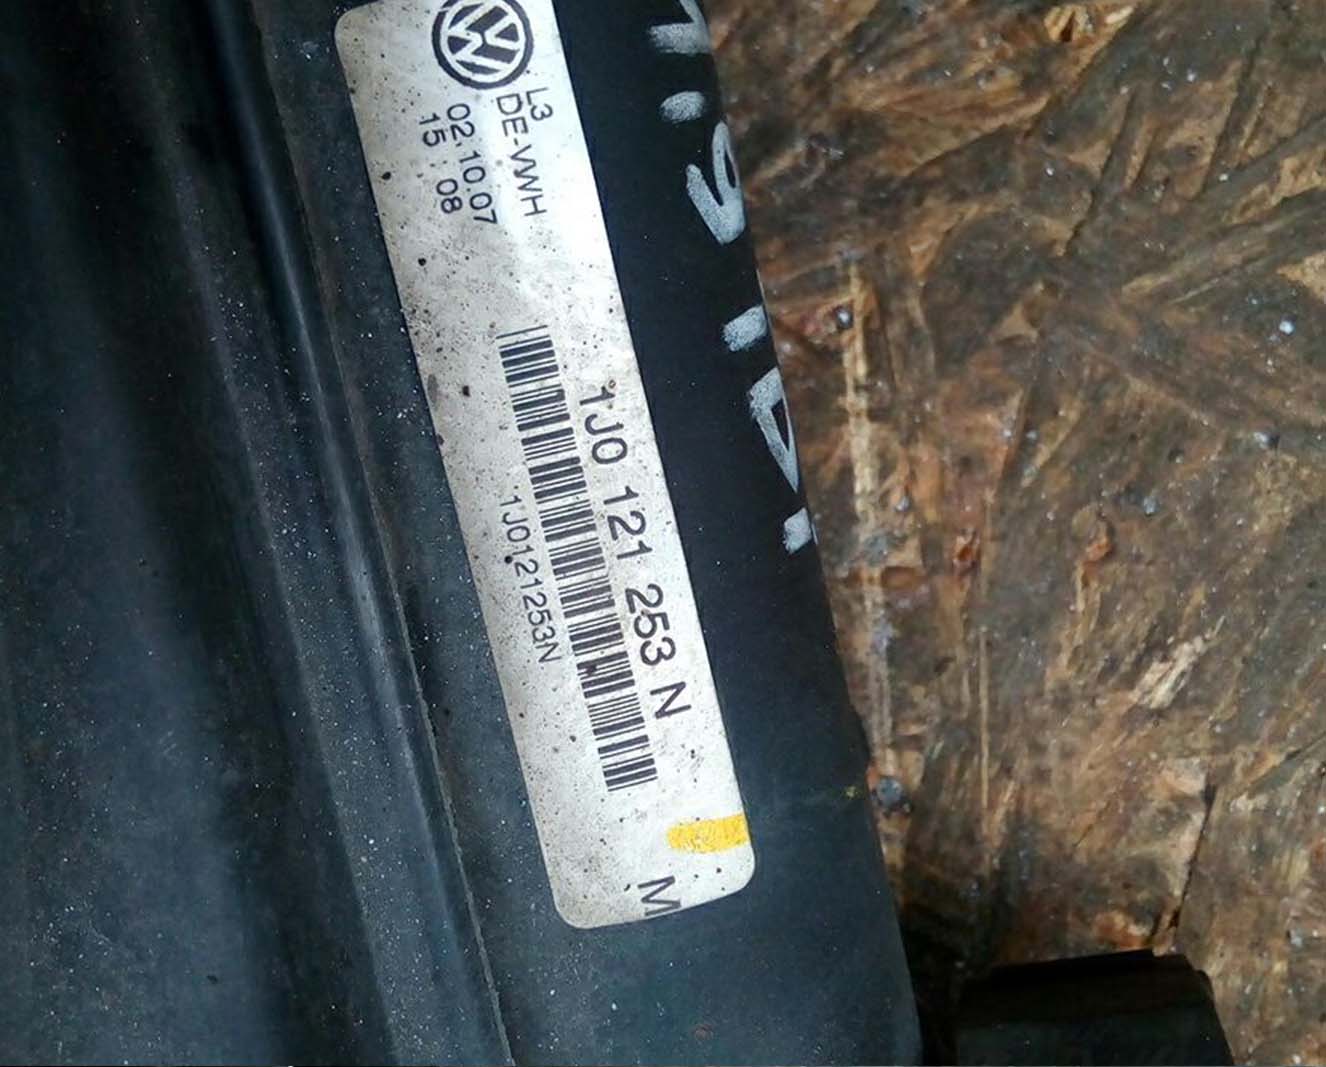 L3
DE-VWH
02.10.07
15 : 08
1J0 121 253 N
1J0121253N
M